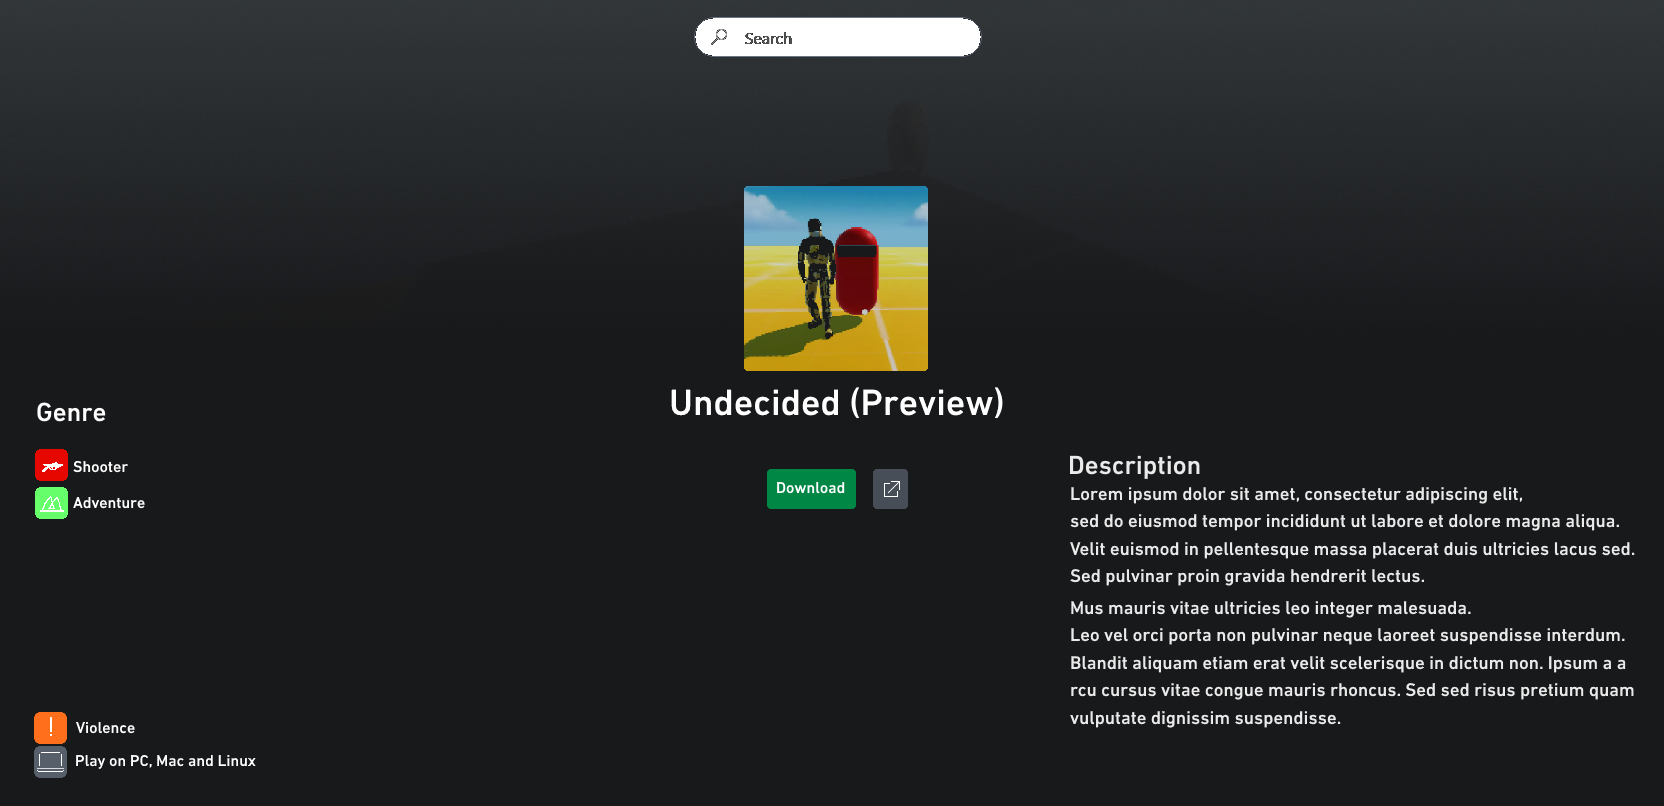 Search
Undecided (Preview)
Genre
Shooter
Adventure
Download
Description
Lorem ipsum dolor sit amet, consectetur adipiscing elit,
sed do eiusmod tempor incididunt ut labore et dolore magna aliqua.
Velit euismod in pellentesque massa placerat duis ultricies lacus sed.
Sed pulvinar proin gravida hendrerit lectus.
Mus mauris vitae ultricies leo integer malesuada.
Leo vel orci porta non pulvinar neque laoreet suspendisse interdum.
Blandit aliquam etiam erat velit scelerisque in dictum non. Ipsum a a
rcu cursus vitae congue mauris rhoncus. Sed sed risus pretium quam
vulputate dignissim suspendisse.
Violence
Play on PC, Mac and Linux